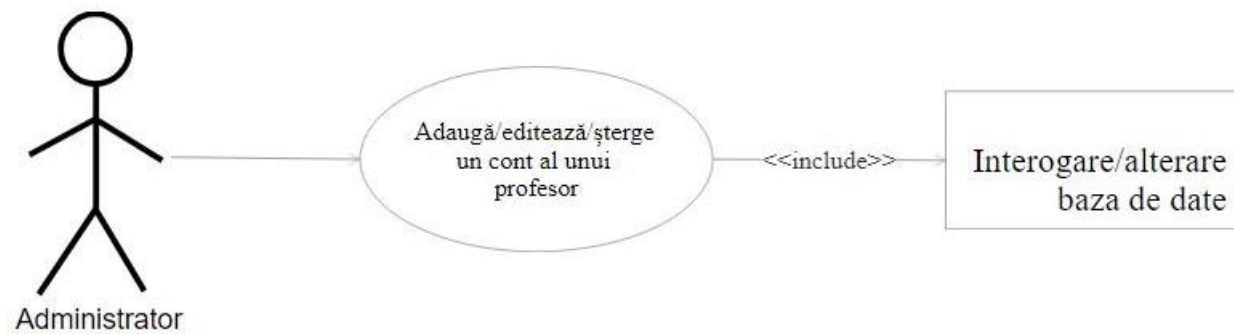 Adaugă/editează/șterge
un cont al unui
profesor
<<include>>
Interogare/alterare
baza de date
Administrator